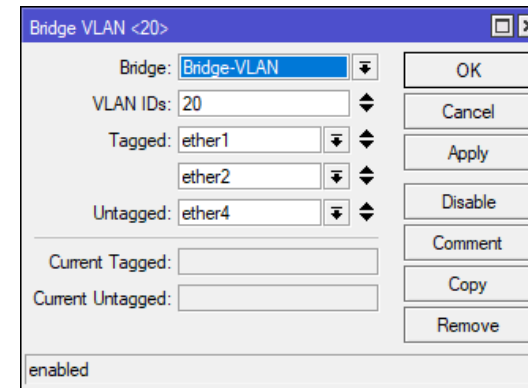 Bridge VLAN <20>
Bridge: Bridge-VLAN
OK
VLAN IDs: 20
Cancel
Tagged: ether1
Apply
ether2
Disable
Untagged: ether4
Comment
Current Tagged:
Copy
Current Untagged:
Remove
enabled